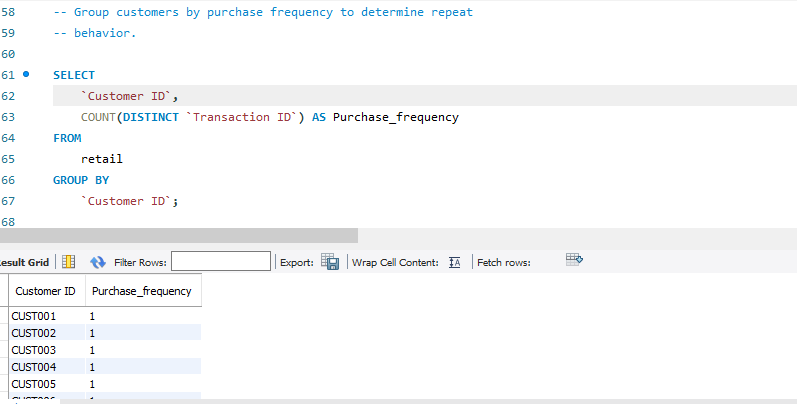 58 -- Group customers by purchase frequency to determine repeat
59 -- behavior.
60
61 SELECT
62 `Customer ID`,
63 COUNT(DISTINCT `Transaction ID`) AS Purchase_frequency
64 FROM
65 retail
66 GROUP BY
67 `Customer ID`;
68
esult Grid Filter Rows: Export: Wrap Cell Content: Fetch rows:
Customer ID Purchase_frequency
CUST001 1
CUST002 1
CUST003 1
CUST004 1
CUST005 1